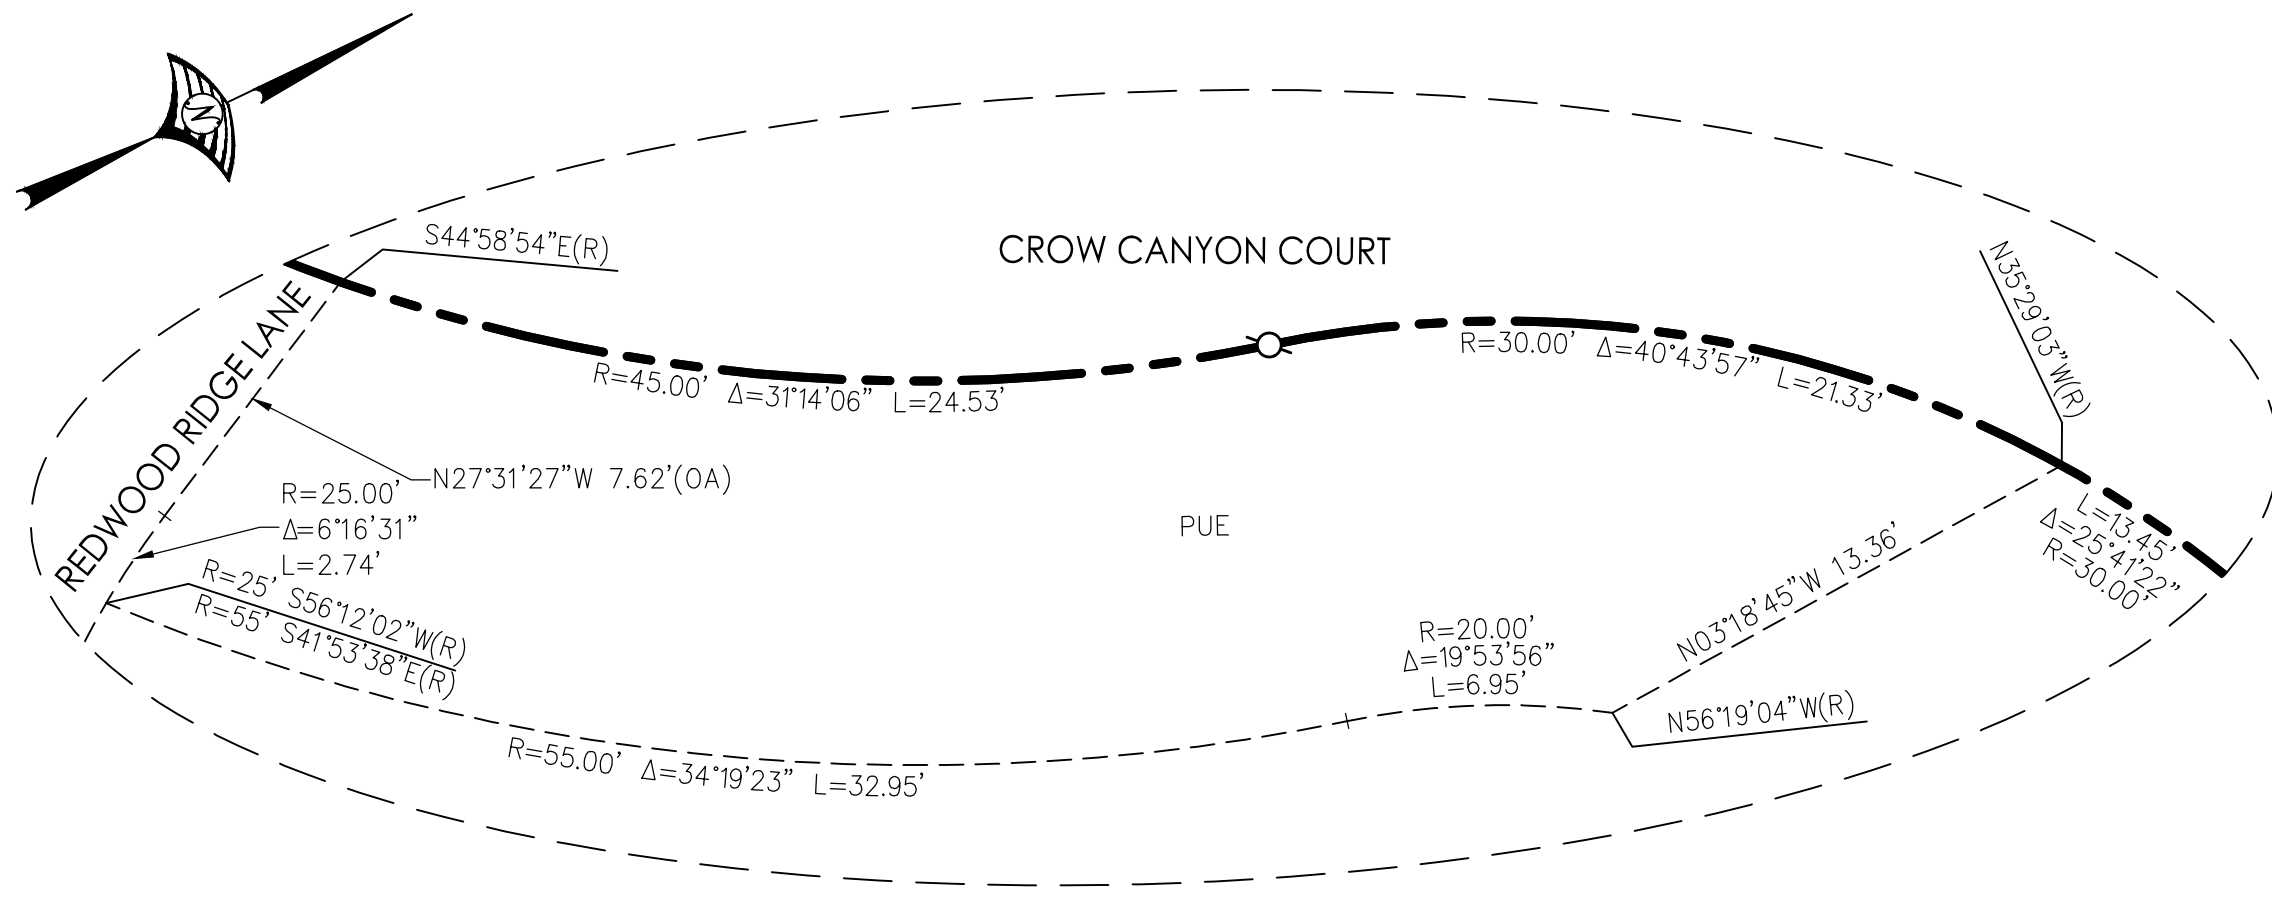 N
S44°58'54"E(R)
CROW CANYON COURT
N35°29'03"W(R)
REDWOOD RIDGE LANE
R=45.00' Δ=31°14'06" L=24.53'
R=30.00' Δ=40°43'57" L=21.33'
N27°31'27"W 7.62'(OA)
R=25.00'
Δ=6°16'31"
L=2.74'
PUE
L=13.45'
Δ=25°41'22"
R=30.00'
R=25' S56°12'02"W(R)
R=55' S41°53'38"E(R)
N03°18'45"W 13.36'
R=20.00'
Δ=19°53'56"
L=6.95'
N56°19'04"W(R)
R=55.00' Δ=34°19'23" L=32.95'